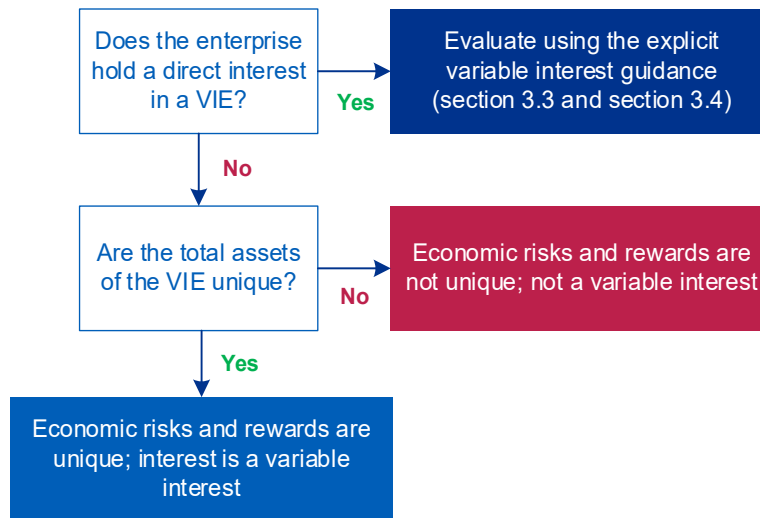 Does the enterprise
hold a direct interest
in a VIE?
Yes
Evaluate using the explicit
variable interest guidance
(section 3.3 and section 3.4)
No
Are the total assets
of the VIE unique?
No
Economic risks and rewards are
not unique; not a variable interest
Yes
Economic risks and rewards are
unique; interest is a variable
interest